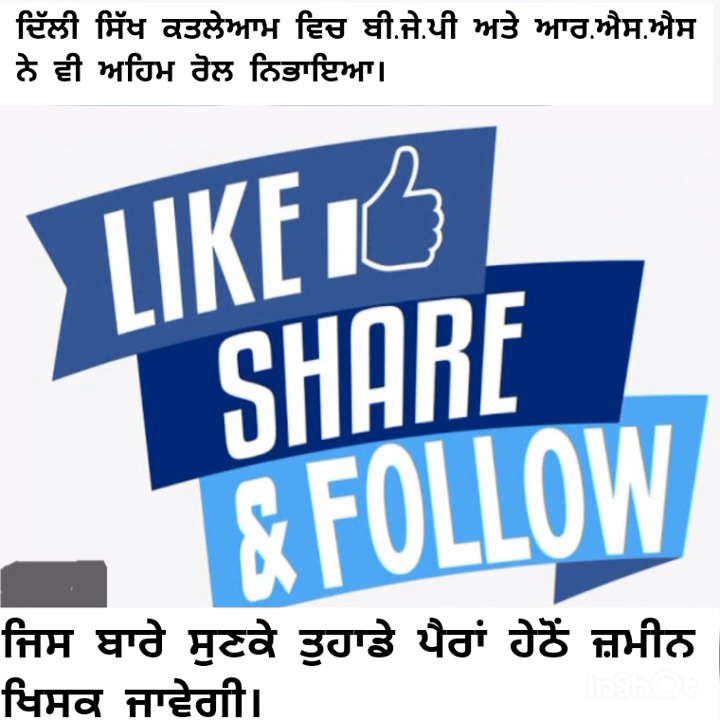 ਦਿੱਲੀ ਸਿੱਖ ਕਤਲੇਆਮ ਵਿਚ ਬੀ.ਜੇ.ਪੀ ਅਤੇ ਆਰ.ਐਸ.ਐਸ
ਨੇ ਵੀ ਅਹਿਮ ਰੋਲ ਨਿਭਾਇਆ।
LIKE
SHARE
& FOLLOW
ਜਿਸ ਬਾਰੇ ਸੁਣਕੇ ਤੁਹਾਡੇ ਪੈਰਾਂ ਹੇਠੋਂ ਜ਼ਮੀਨ
ਖਿਸਕ ਜਾਵੇਗੀ।
InShOt